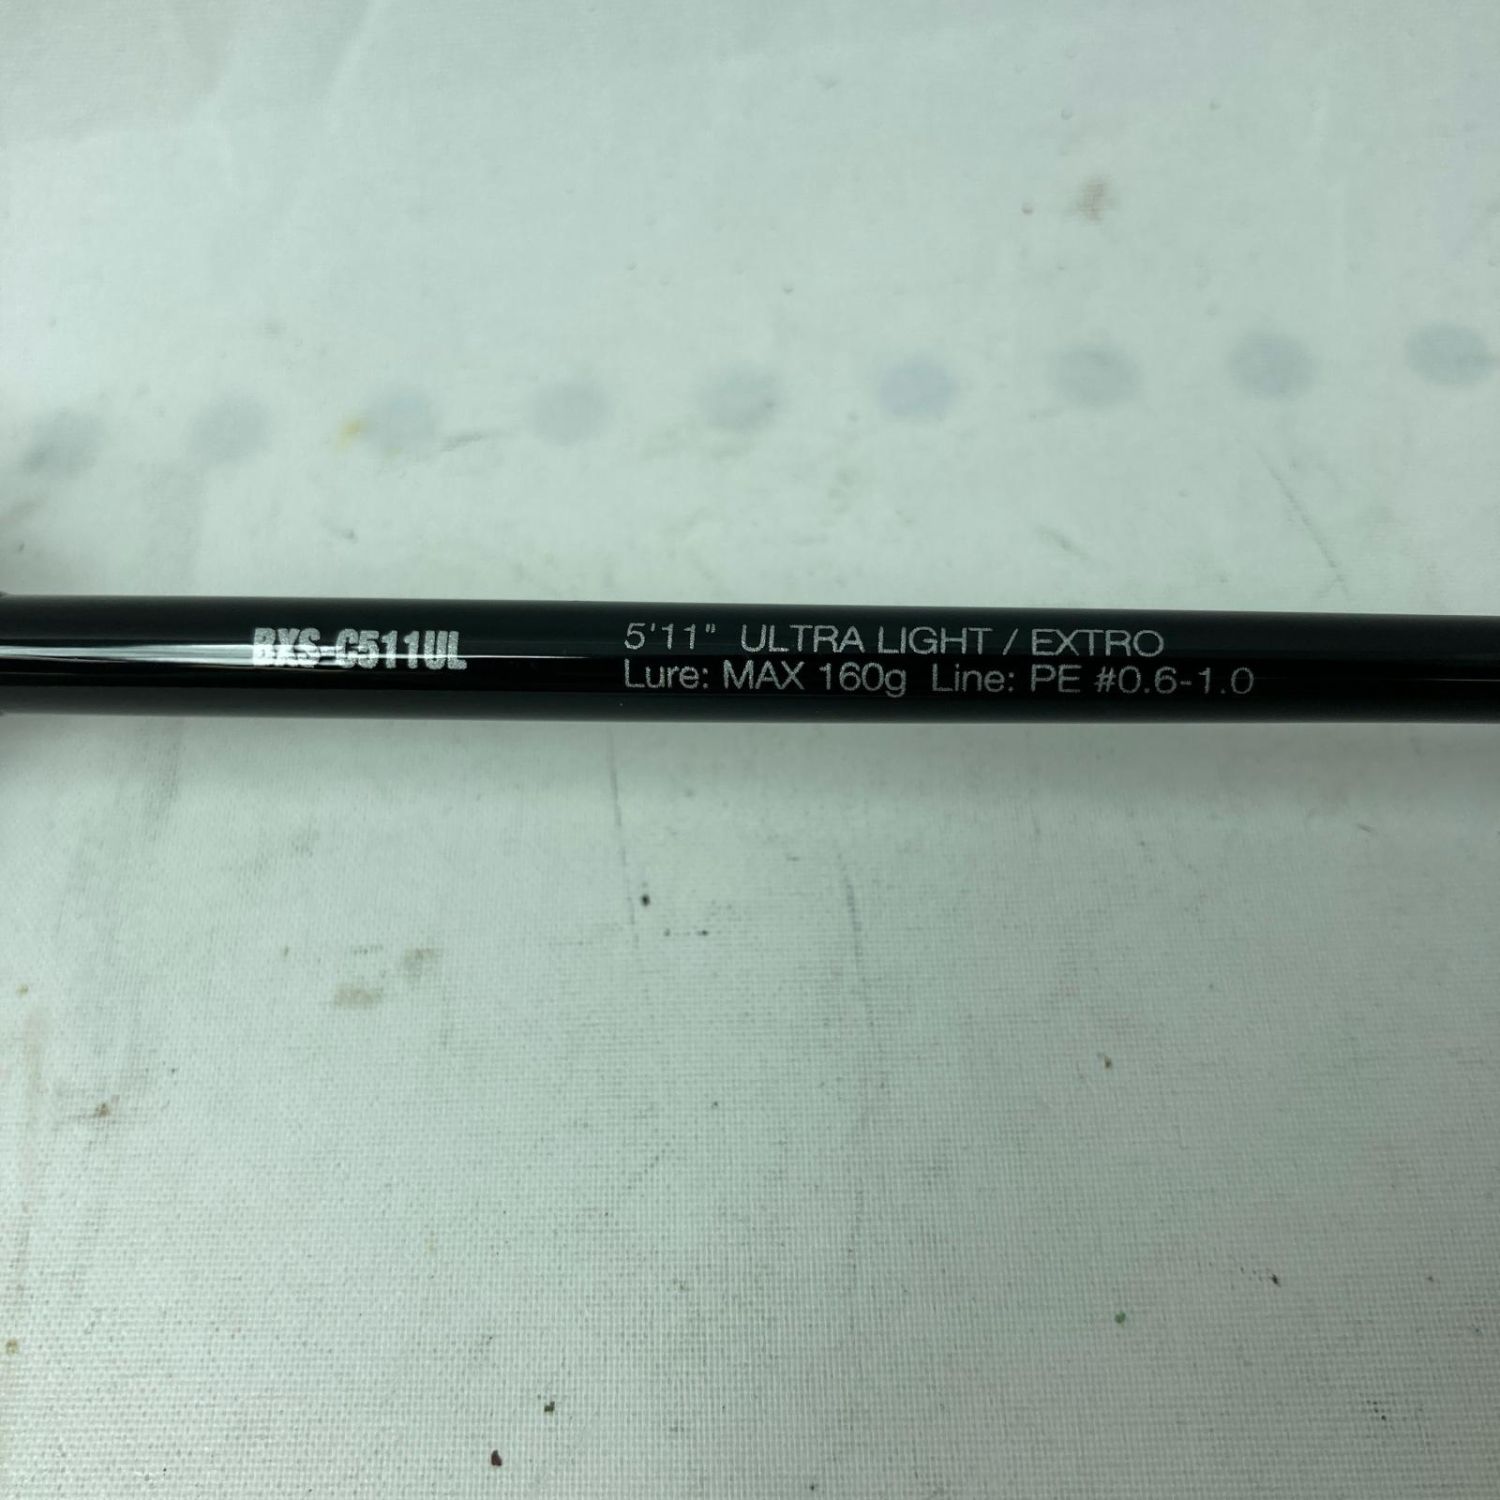 BXS-C511UL
5'11" ULTRA LIGHT / EXTRO
Lure: MAX 160g Line: PE #0.6-1.0